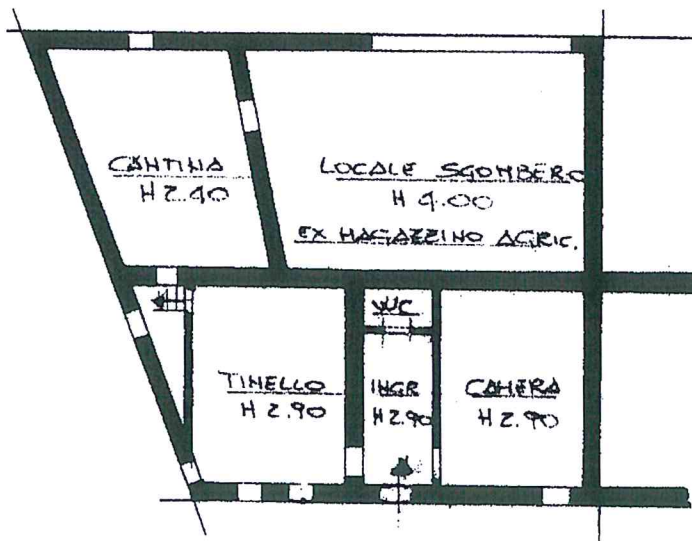 CANTINA
H 2.40
LOCALE SGOMBERO
H 4.00
EX MAGAZZINO AGRIC.
WC
TINELLO
H 2.90
INGR
H 2.90
CAMERA
H 2.90